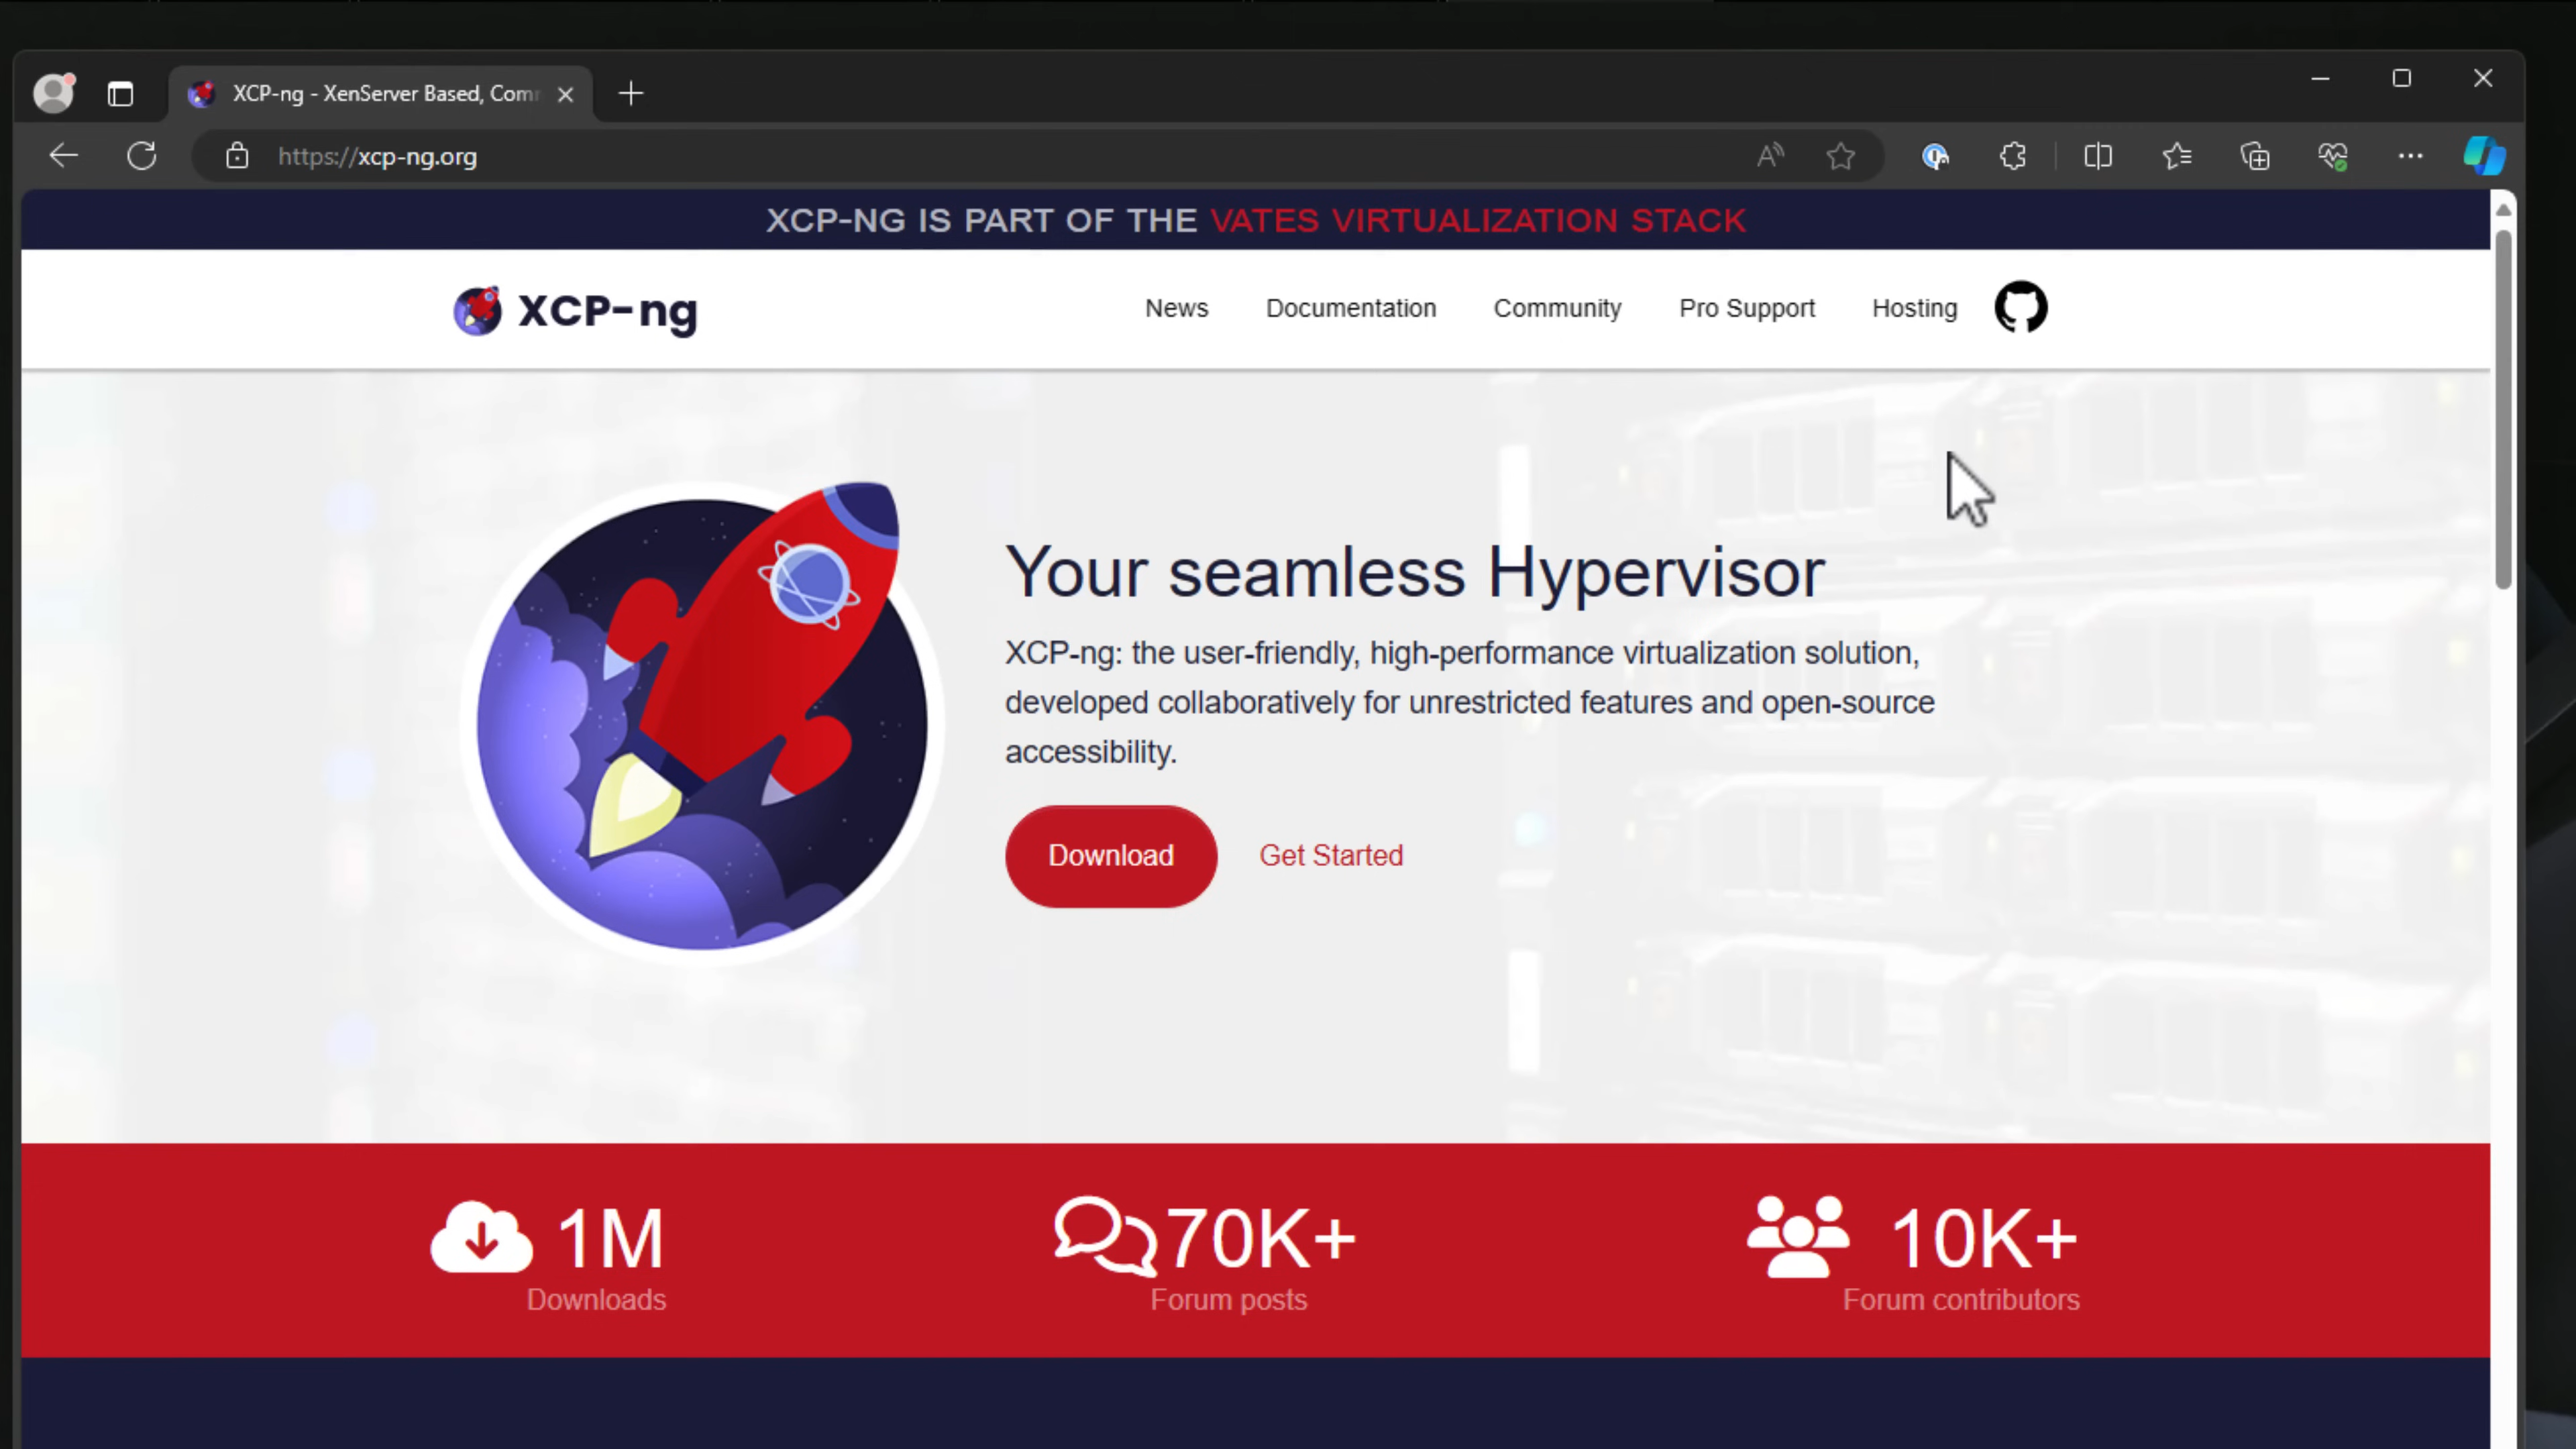 XCP-ng - XenServer Based, Com
https://xcp-ng.org
XCP-NG IS PART OF THE VATES VIRTUALIZATION STACK
XCP-ng
News Documentation Community Pro Support Hosting
Your seamless Hypervisor
XCP-ng: the user-friendly, high-performance virtualization solution,
developed collaboratively for unrestricted features and open-source
accessibility.
Download Get Started
1M 70K+ 10K+
Downloads Forum posts Forum contributors